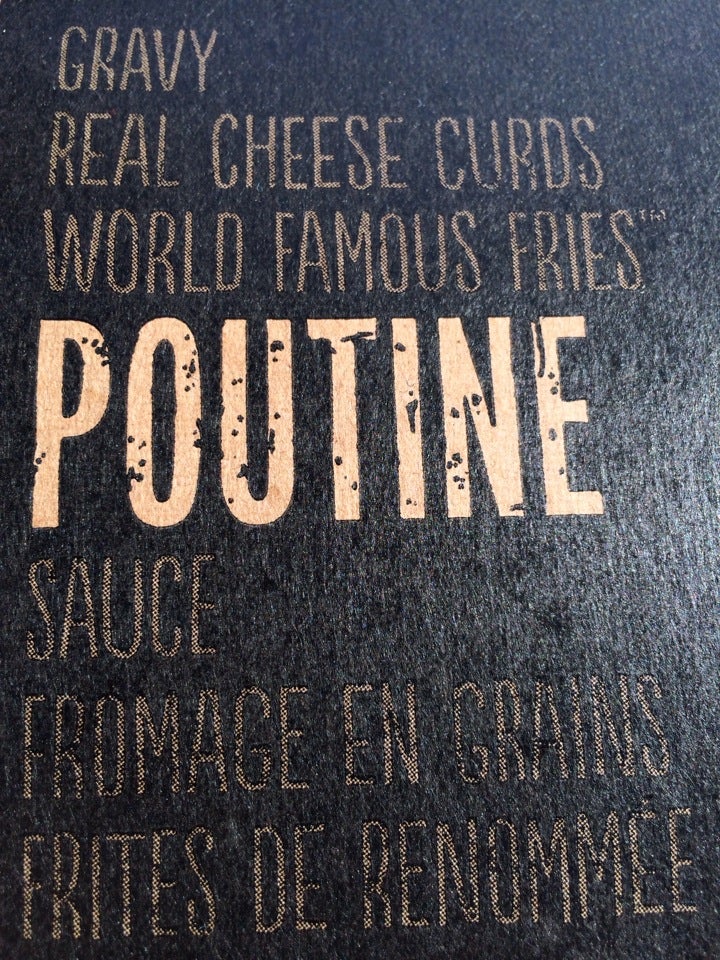 GRAVY
REAL CHEESE CURDS
WORLD FAMOUS FRIES™
POUTINE
SAUCE
FROMAGE EN GRAINS
FRITES DE RENOMMÉE